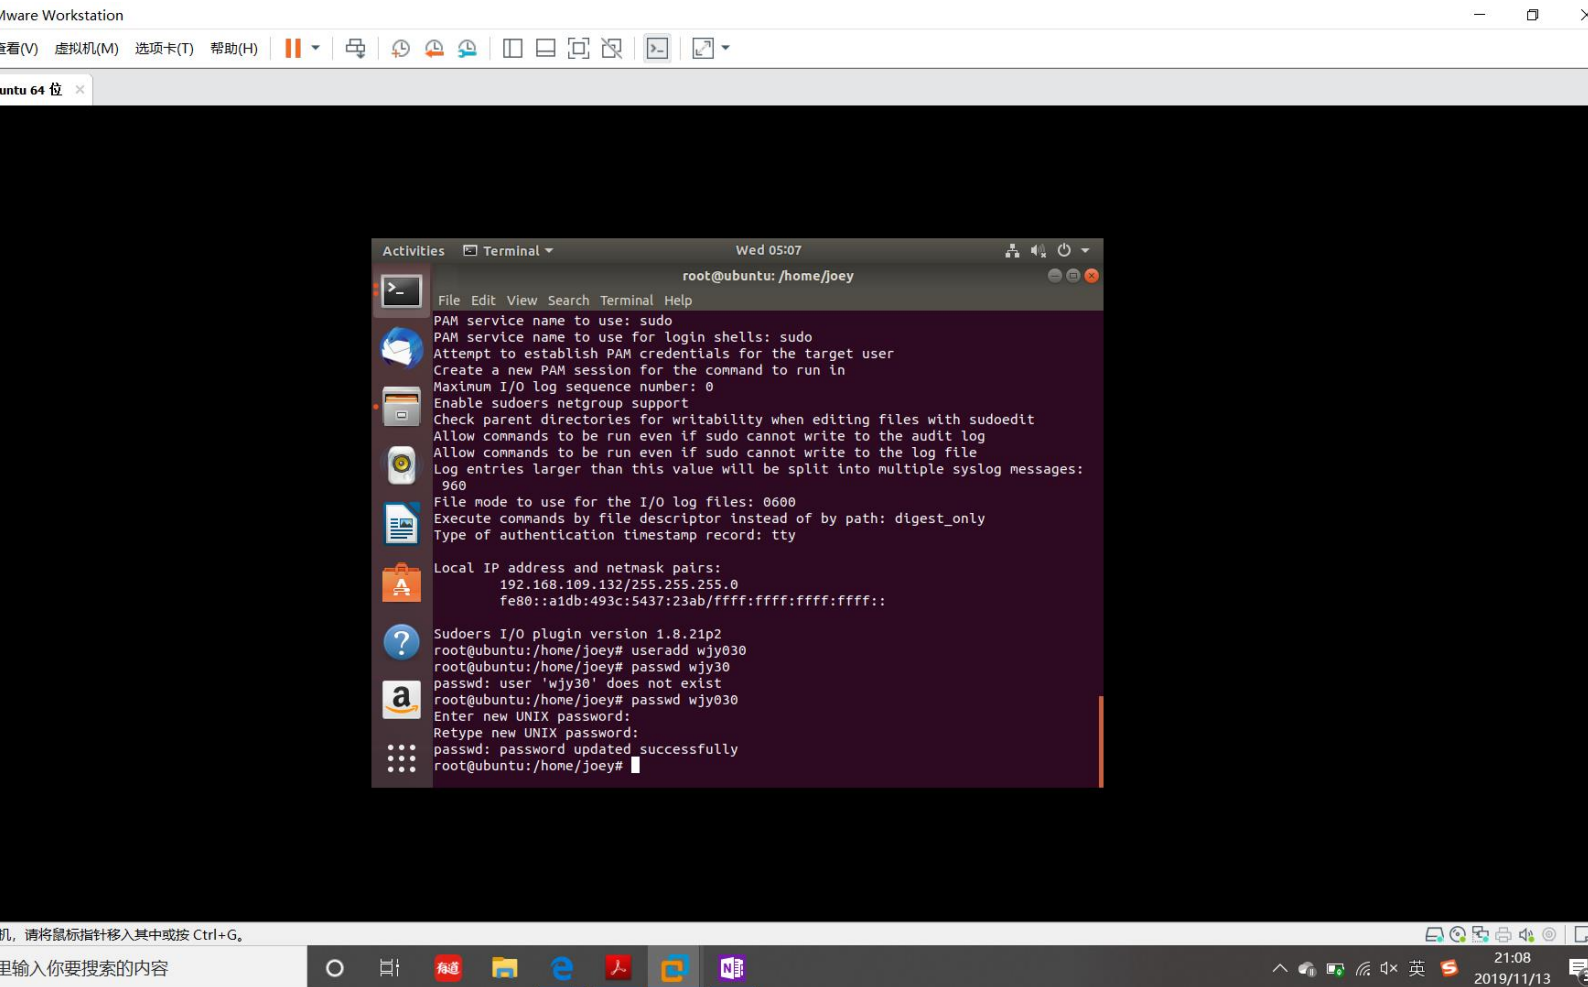 Mware Workstation
查看(V) 虚拟机(M) 选项卡(T) 帮助(H)
untu 64 位
Activities Terminal Wed 05:07
root@ubuntu: /home/joey
File Edit View Search Terminal Help
PAM service name to use: sudo
PAM service name to use for login shells: sudo
Attempt to establish PAM credentials for the target user
Create a new PAM session for the command to run in
Maximum I/O log sequence number: 0
Enable sudoers netgroup support
Check parent directories for writability when editing files with sudoedit
Allow commands to be run even if sudo cannot write to the audit log
Allow commands to be run even if sudo cannot write to the log file
Log entries larger than this value will be split into multiple syslog messages:
960
File mode to use for the I/O log files: 0600
Execute commands by file descriptor instead of by path: digest_only
Type of authentication timestamp record: tty
Local IP address and netmask pairs:
192.168.109.132/255.255.255.0
fe80::a1db:493c:5437:23ab/ffff:ffff:ffff:ffff::
Sudoers I/O plugin version 1.8.21p2
root@ubuntu:/home/joey# useradd wjy030
root@ubuntu:/home/joey# passwd wjy30
passwd: user 'wjy30' does not exist
root@ubuntu:/home/joey# passwd wjy030
Enter new UNIX password:
Retype new UNIX password:
passwd: password updated successfully
root@ubuntu:/home/joey#
机，请将鼠标指针移入其中或按 Ctrl+G。
里输入你要搜索的内容
有道
英
21:08
2019/11/13